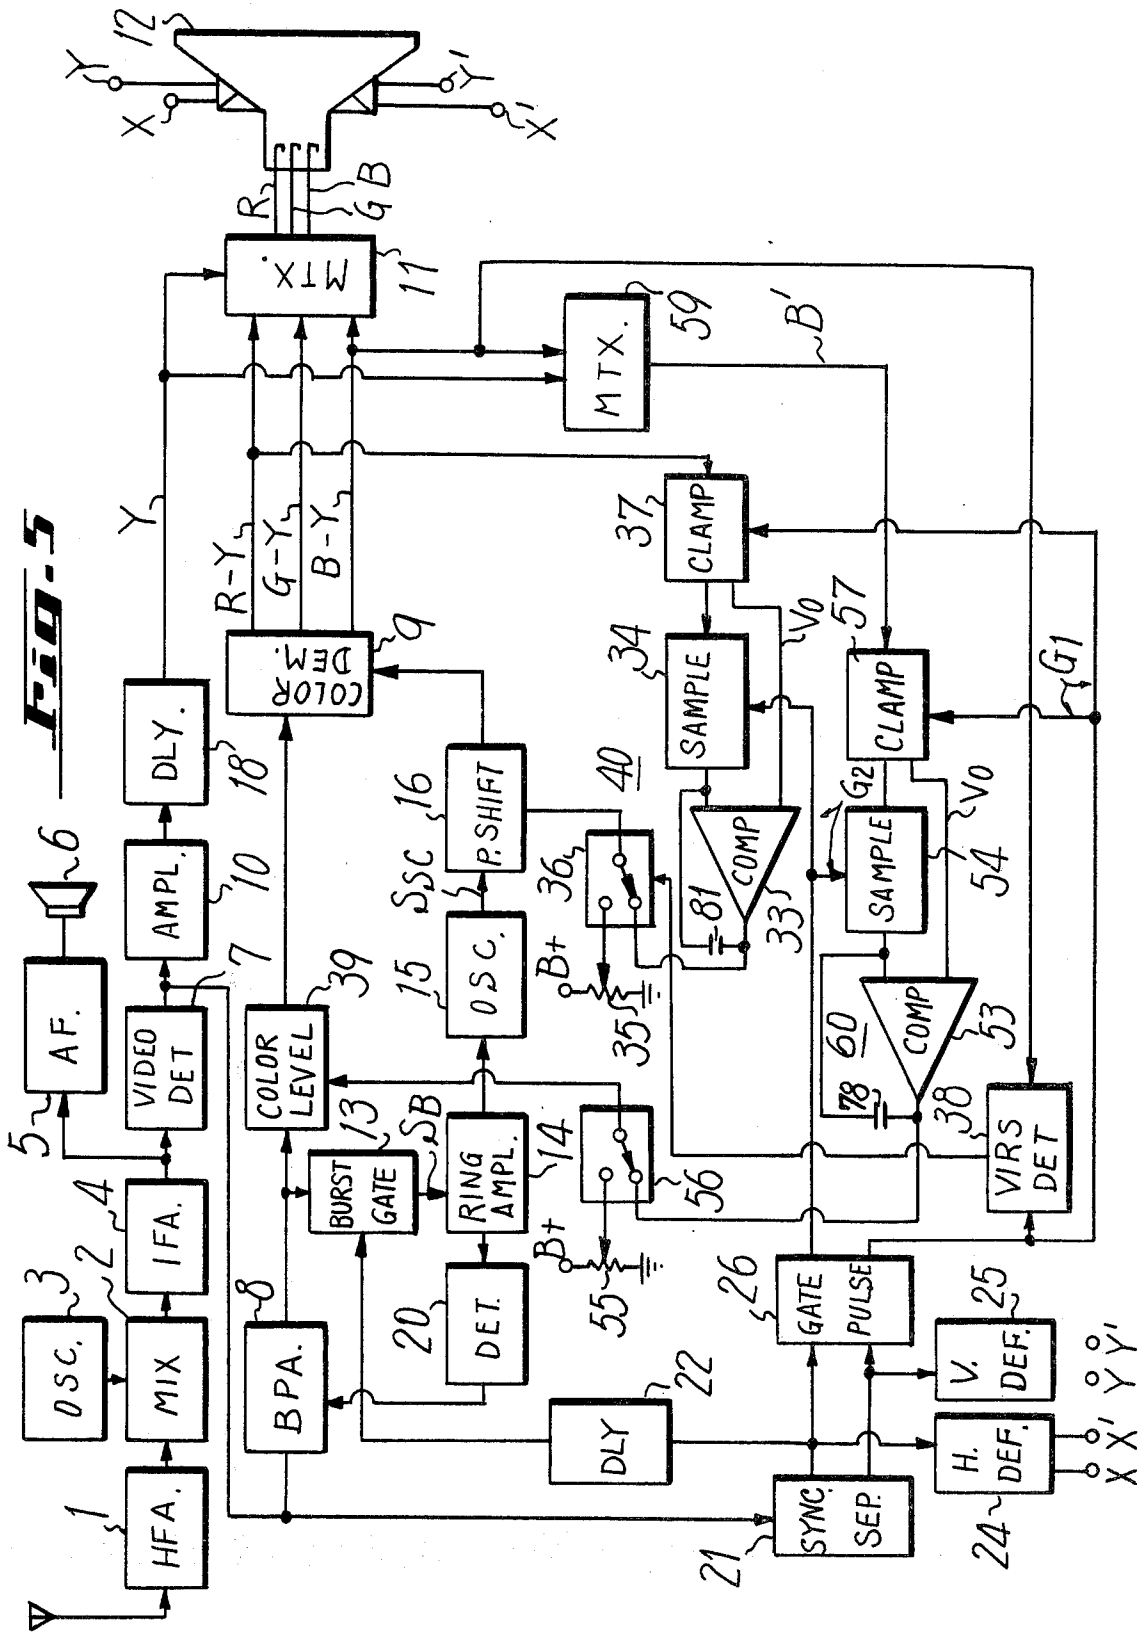 Fig-5
1
HFA.
3
OSC.
2
MIX
4
IFA.
5
AF.
6
7
VIDEO
DET
10
AMPL.
18
DLY.
Y
8
BPA.
13
BURST
GATE
39
COLOR
LEVEL
9
COLOR
DEM.
R-Y
G-Y
B-Y
11
MTX.
R
G
B
12
X
Y
X'
Y'
20
DET.
SB
14
RING
AMPL.
15
OSC.
SSC
16
P.SHIFT
B+
55
56
B+
35
36
40
22
DLY
81
33
COMP
34
SAMPLE
37
CLAMP
V0
59
MTX.
B'
21
SYNC.
SEP.
26
GATE
PULSE
60
78
53
COMP
54
SAMPLE
G2
57
CLAMP
V0
G1
38
VIRS
DET
24
H.
DEF.
X X'
25
V.
DEF.
Y Y'